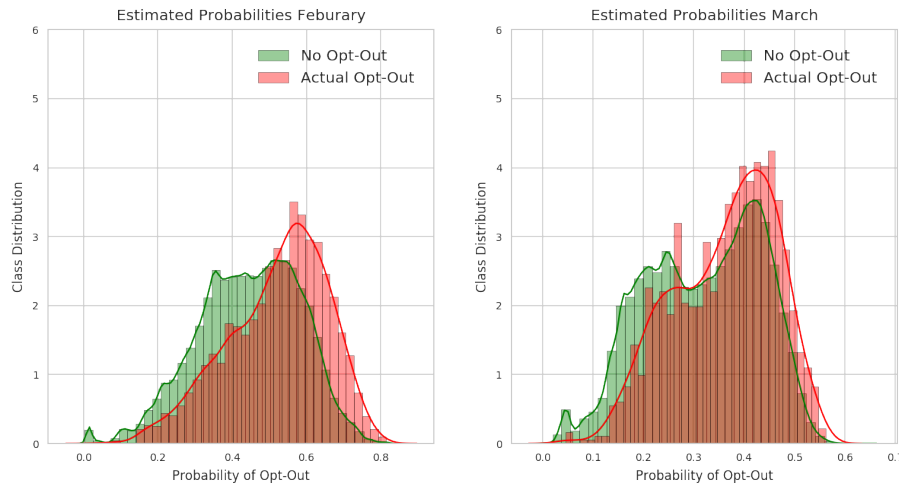 Estimated Probabilities Feburary
6
5
4
3
2
1
0
Class Distribution
No Opt-Out
Actual Opt-Out
0.0 0.2 0.4 0.6 0.8
Probability of Opt-Out
Estimated Probabilities March
6
5
4
3
2
1
0
Class Distribution
No Opt-Out
Actual Opt-Out
0.0 0.1 0.2 0.3 0.4 0.5 0.6
Probability of Opt-Out